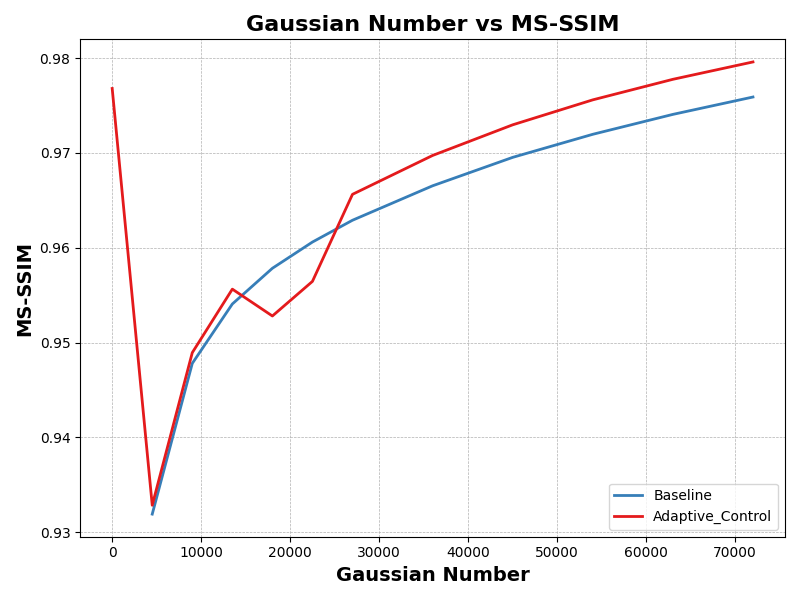 Gaussian Number vs MS-SSIM
MS-SSIM
0.98
0.97
0.96
0.95
0.94
0.93
0
10000
20000
30000
40000
50000
60000
70000
Gaussian Number
Baseline
Adaptive_Control